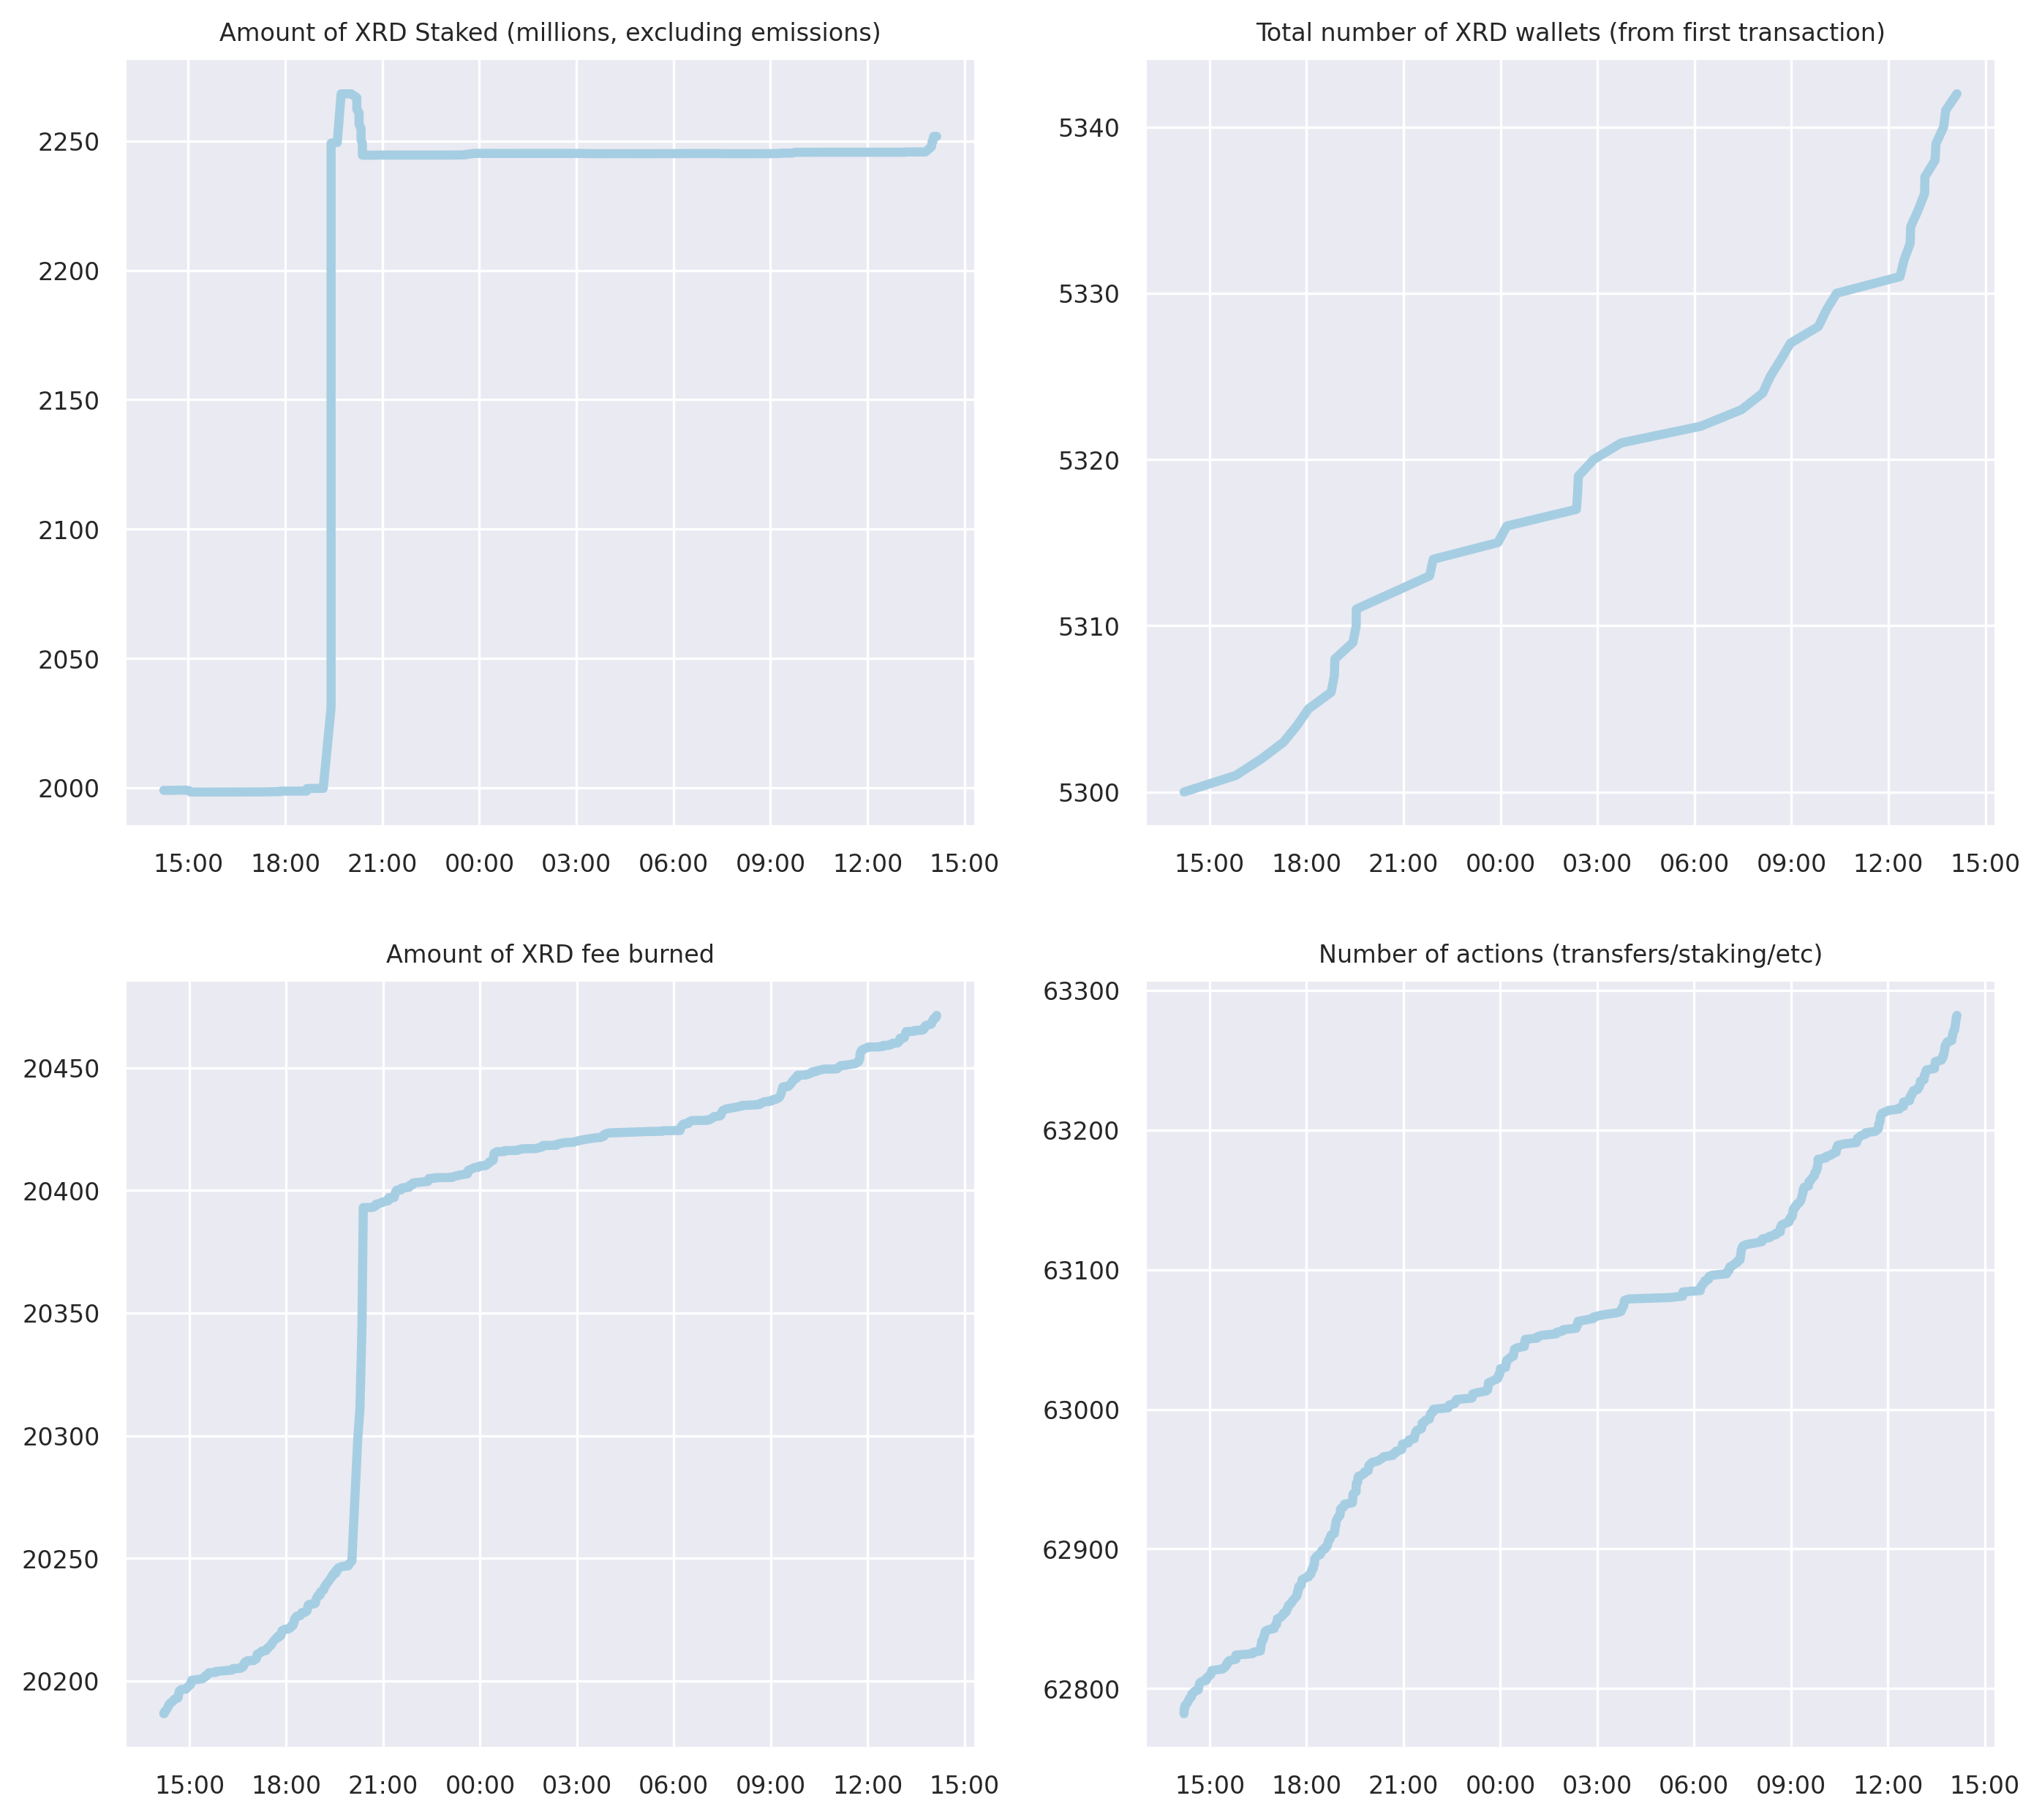 Amount of XRD Staked (millions, excluding emissions)
2250
2200
2150
2100
2050
2000
15:00 18:00 21:00 00:00 03:00 06:00 09:00 12:00 15:00
Total number of XRD wallets (from first transaction)
5340
5330
5320
5310
5300
15:00 18:00 21:00 00:00 03:00 06:00 09:00 12:00 15:00
Amount of XRD fee burned
20450
20400
20350
20300
20250
20200
15:00 18:00 21:00 00:00 03:00 06:00 09:00 12:00 15:00
Number of actions (transfers/staking/etc)
63300
63200
63100
63000
62900
62800
15:00 18:00 21:00 00:00 03:00 06:00 09:00 12:00 15:00